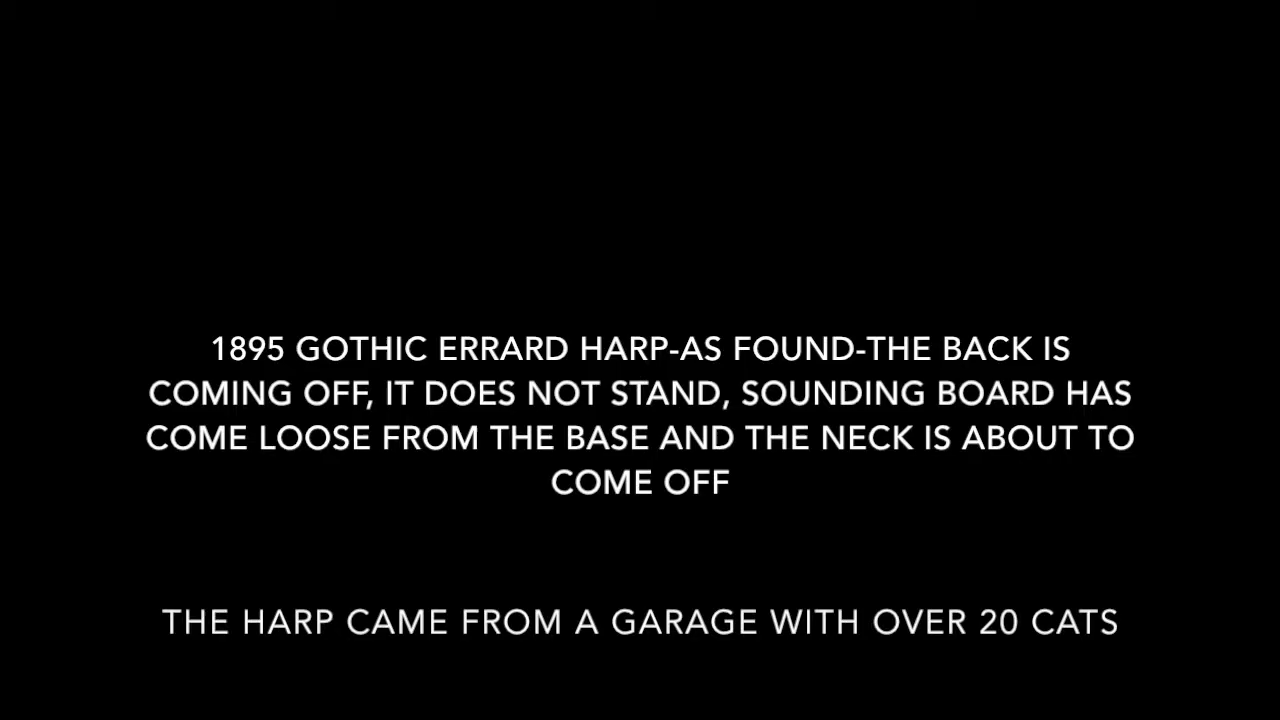 1895 GOTHIC ERRARD HARP-AS FOUND-THE BACK IS
COMING OFF, IT DOES NOT STAND, SOUNDING BOARD HAS
COME LOOSE FROM THE BASE AND THE NECK IS ABOUT TO
COME OFF
THE HARP CAME FROM A GARAGE WITH OVER 20 CATS